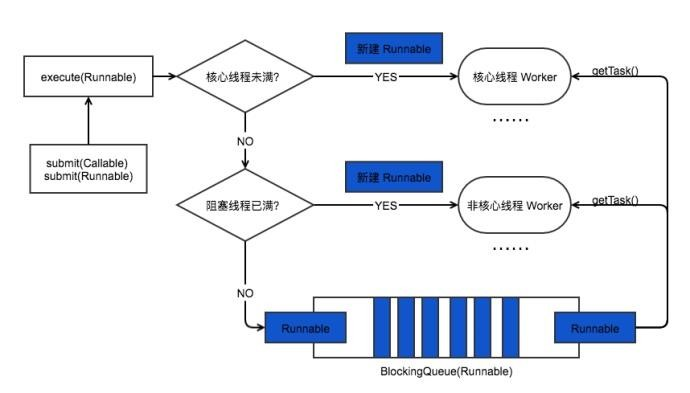 新建 Runnable
execute(Runnable)
核心线程未满?
YES
核心线程 Worker
getTask()
......
NO
submit(Callable)
submit(Runnable)
新建 Runnable
阻塞线程已满?
YES
非核心线程 Worker
getTask()
......
NO
Runnable
Runnable
BlockingQueue(Runnable)